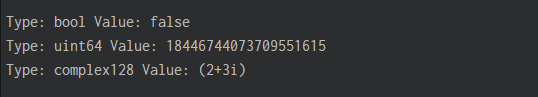 Type: bool Value: false
Type: uint64 Value: 18446744073709551615
Type: complex128 Value: (2+3i)